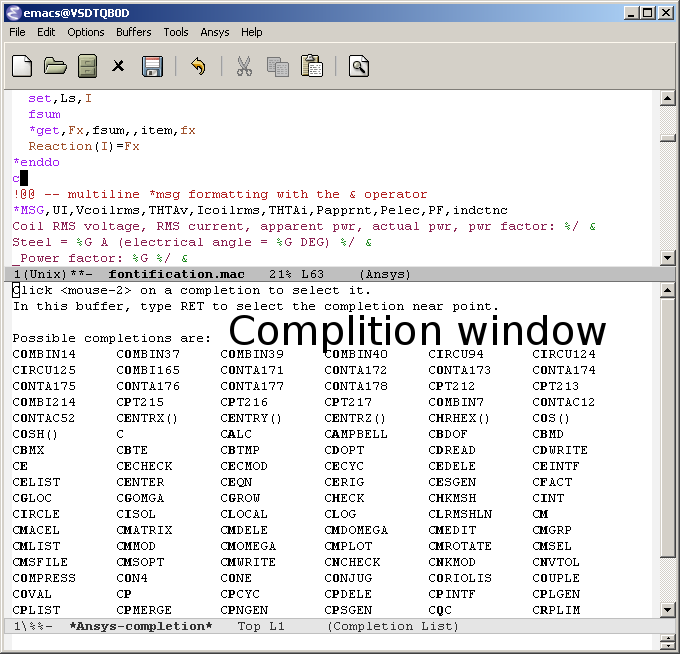 emacs@VSDTQB0D
File Edit Options Buffers Tools Ansys Help
set,Ls,I
fsum
*get,Fx,fsum,,item,fx
Reaction(I)=Fx
*enddo
c
!@@ -- multiline *msg formatting with the & operator
*MSG,UI,Vcoilrms,THTAv,Icoilrms,THTAi,Papprnt,Pelec,PF,indctnc
Coil RMS voltage, RMS current, apparent pwr, actual pwr, pwr factor: %/ &
Steel = %G A (electrical angle = %G DEG) %/ &
_Power factor: %G %/ &
1(Unix)**- fontification.mac 21% L63 (Ansys)
Click <mouse-2> on a completion to select it.
In this buffer, type RET to select the completion near point.
Complition window
Possible completions are:
COMBIN14 COMBIN37 COMBIN39 COMBIN40 CIRCU94 CIRCU124
CIRCU125 COMBI165 CONTA171 CONTA172 CONTA173 CONTA174
CONTA175 CONTA176 CONTA177 CONTA178 CPT212 CPT213
COMBI214 CPT215 CPT216 CPT217 COMBIN7 CONTAC12
CONTAC52 CENTRX() CENTRY() CENTRZ() CHRHEX() COS()
COSH() C CALC CAMPBELL CBDOF CBMD
CBMX CBTE CBTMP CDOPT CDREAD CDWRITE
CE CECHECK CECMOD CECYC CEDELE CEINTF
CELIST CENTER CEQN CERIG CESGEN CFACT
CGLOC CGOMGA CGROW CHECK CHKMSH CINT
CIRCLE CISOL CLOCAL CLOG CLRMSHLN CM
CMACEL CMATRIX CMDELE CMDOMEGA CMEDIT CMGRP
CMLIST CMMOD CMOMEGA CMPLOT CMROTATE CMSEL
CMSFILE CMSOPT CMWRITE CNCHECK CNKMOD CNVTOL
COMPRESS CON4 CONE CONJUG CORIOLIS COUPLE
COVAL CP CPCYC CPDELE CPINTF CPLGEN
CPLIST CPMERGE CPNGEN CPSGEN CQC CRPLIM
1\%%- *Ansys-completion* Top L1 (Completion List)